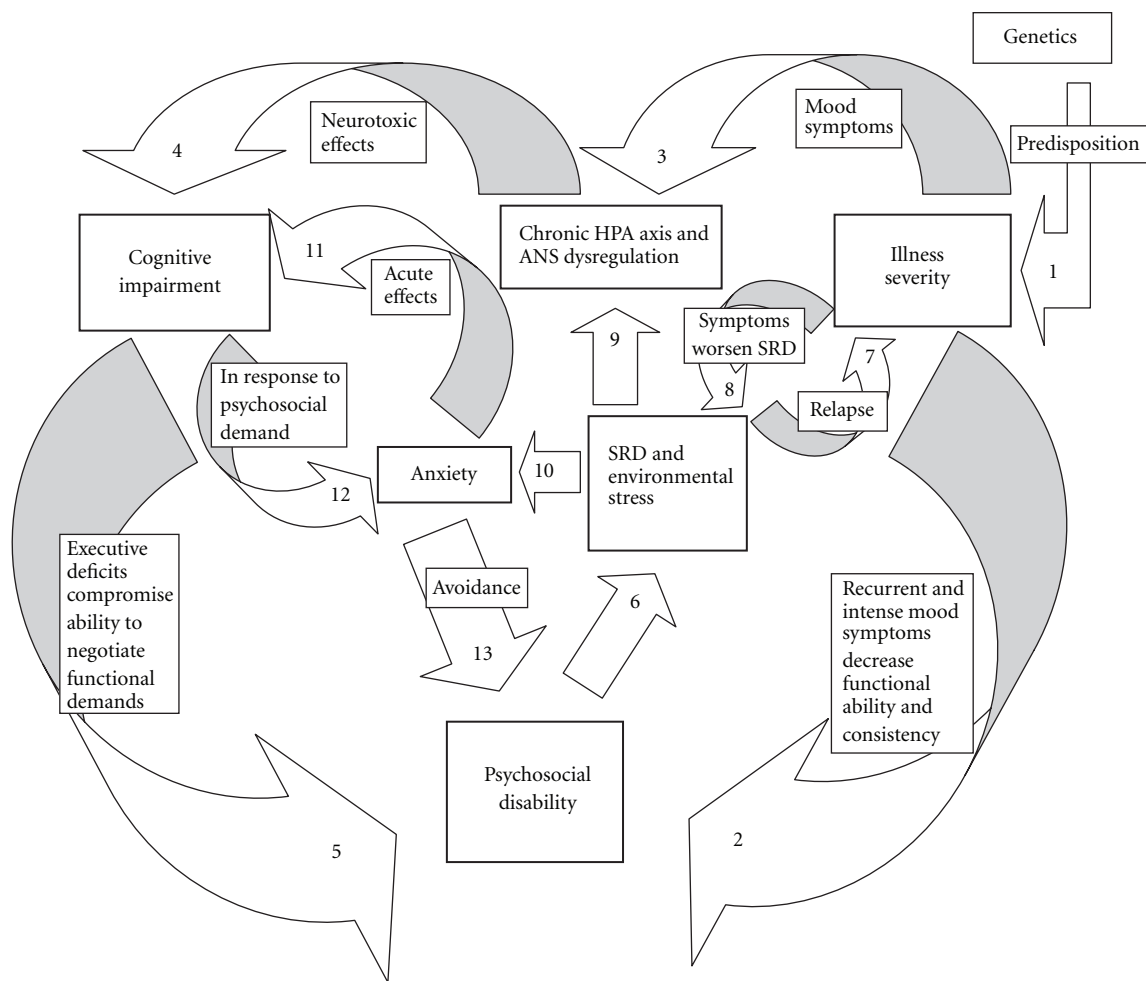 Genetics
Mood
symptoms
Neurotoxic
effects
Predisposition
4
3
Chronic HPA axis and
ANS dysregulation
Cognitive
impairment
11
Illness
severity
1
Acute
effects
Symptoms
worsen SRD
9
7
8
In response to
psychosocial
demand
Relapse
Anxiety
10
SRD and
environmental
stress
12
Executive
deficits
compromise
ability to
negotiate
functional
demands
Avoidance
6
13
Recurrent and
intense mood
symptoms
decrease
functional
ability and
consistency
Psychosocial
disability
5
2